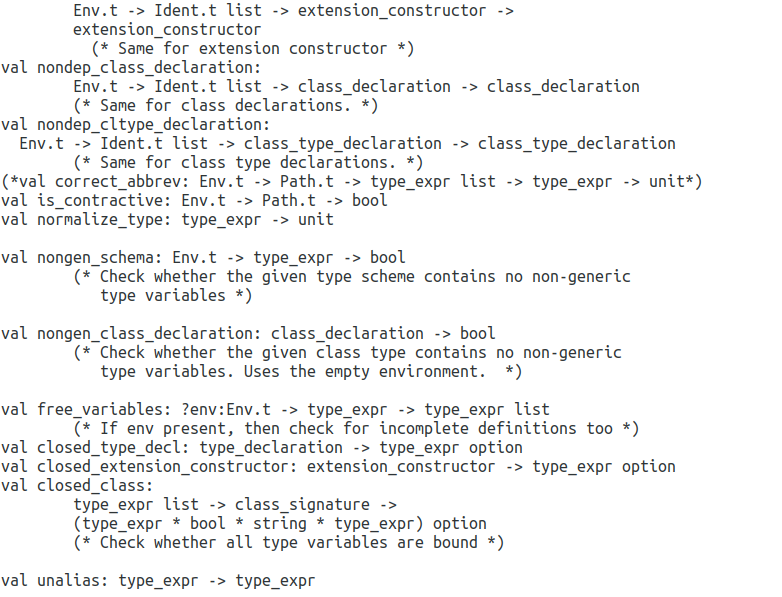 Env.t -> Ident.t list -> extension_constructor ->
extension_constructor
(* Same for extension constructor *)
val nondep_class_declaration:
Env.t -> Ident.t list -> class_declaration -> class_declaration
(* Same for class declarations. *)
val nondep_cltype_declaration:
Env.t -> Ident.t list -> class_type_declaration -> class_type_declaration
(* Same for class type declarations. *)
(*val correct_abbrev: Env.t -> Path.t -> type_expr list -> type_expr -> unit*)
val is_contractive: Env.t -> Path.t -> bool
val normalize_type: type_expr -> unit
val nongen_schema: Env.t -> type_expr -> bool
(* Check whether the given type scheme contains no non-generic
type variables *)
val nongen_class_declaration: class_declaration -> bool
(* Check whether the given class type contains no non-generic
type variables. Uses the empty environment.  *)
val free_variables: ?env:Env.t -> type_expr -> type_expr list
(* If env present, then check for incomplete definitions too *)
val closed_type_decl: type_declaration -> type_expr option
val closed_extension_constructor: extension_constructor -> type_expr option
val closed_class:
type_expr list -> class_signature ->
(type_expr * bool * string * type_expr) option
(* Check whether all type variables are bound *)
val unalias: type_expr -> type_expr